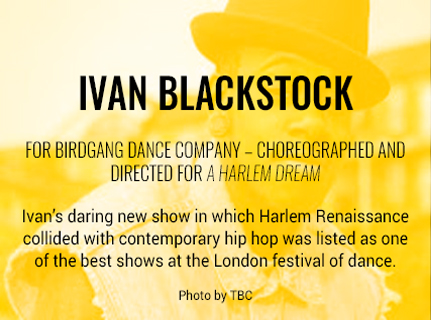 IVAN BLACKSTOCK
FOR BIRDGANG DANCE COMPANY – CHOREOGRAPHED AND
DIRECTED FOR A HARLEM DREAM
Ivan's daring new show in which Harlem Renaissance
collided with contemporary hip hop was listed as one
of the best shows at the London festival of dance.
Photo by TBC